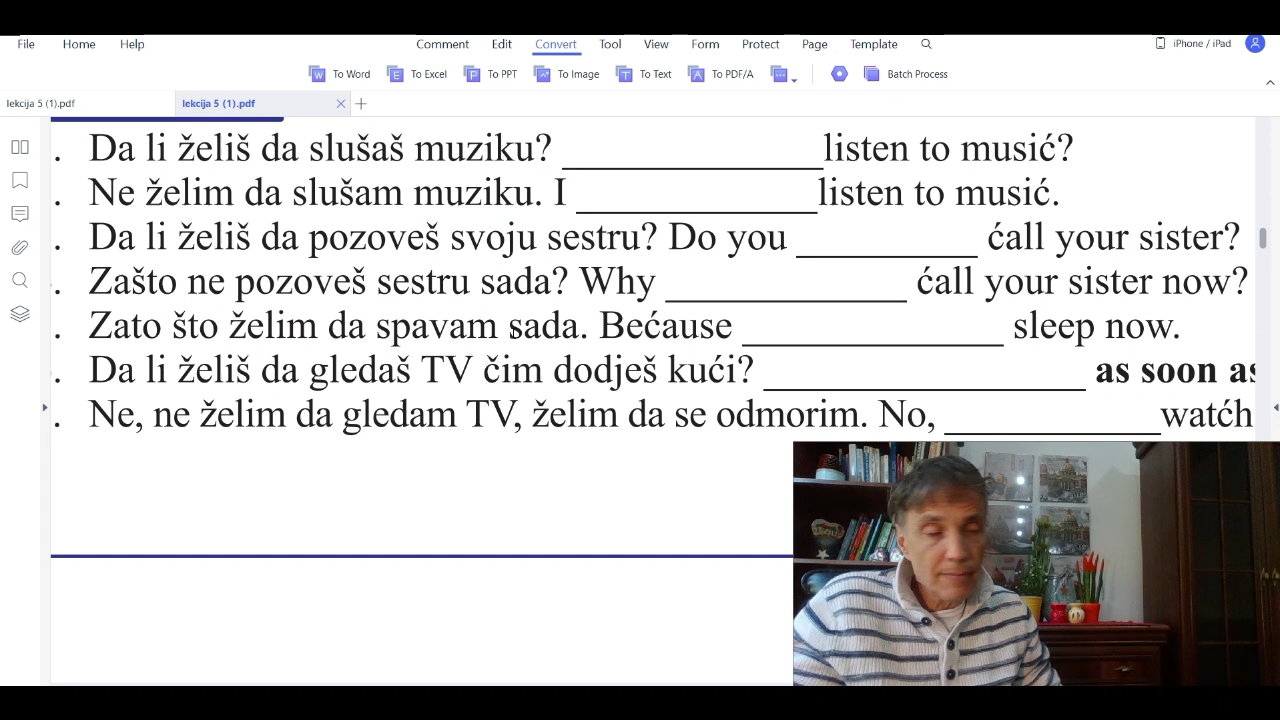 File Home Help Comment Edit Convert Tool View Form Protect Page Template iPhone / iPad
To Word To Excel To PPT To Image To Text To PDF/A Batch Process
lekcija 5 (1).pdf lekcija 5 (1).pdf
. Da li želiš da slušaš muziku? _____________ listen to musić?
. Ne želim da slušam muziku. I ____________ listen to musić.
. Da li želiš da pozoveš svoju sestru? Do you _________ ćall your sister?
. Zašto ne pozoveš sestru sada? Why ____________ ćall your sister now?
. Zato što želim da spavam sada. Bećause _____________ sleep now.
. Da li želiš da gledaš TV čim dodješ kući? ________________ as soon as
. Ne, ne želim da gledam TV, želim da se odmorim. No, ___________ watćh